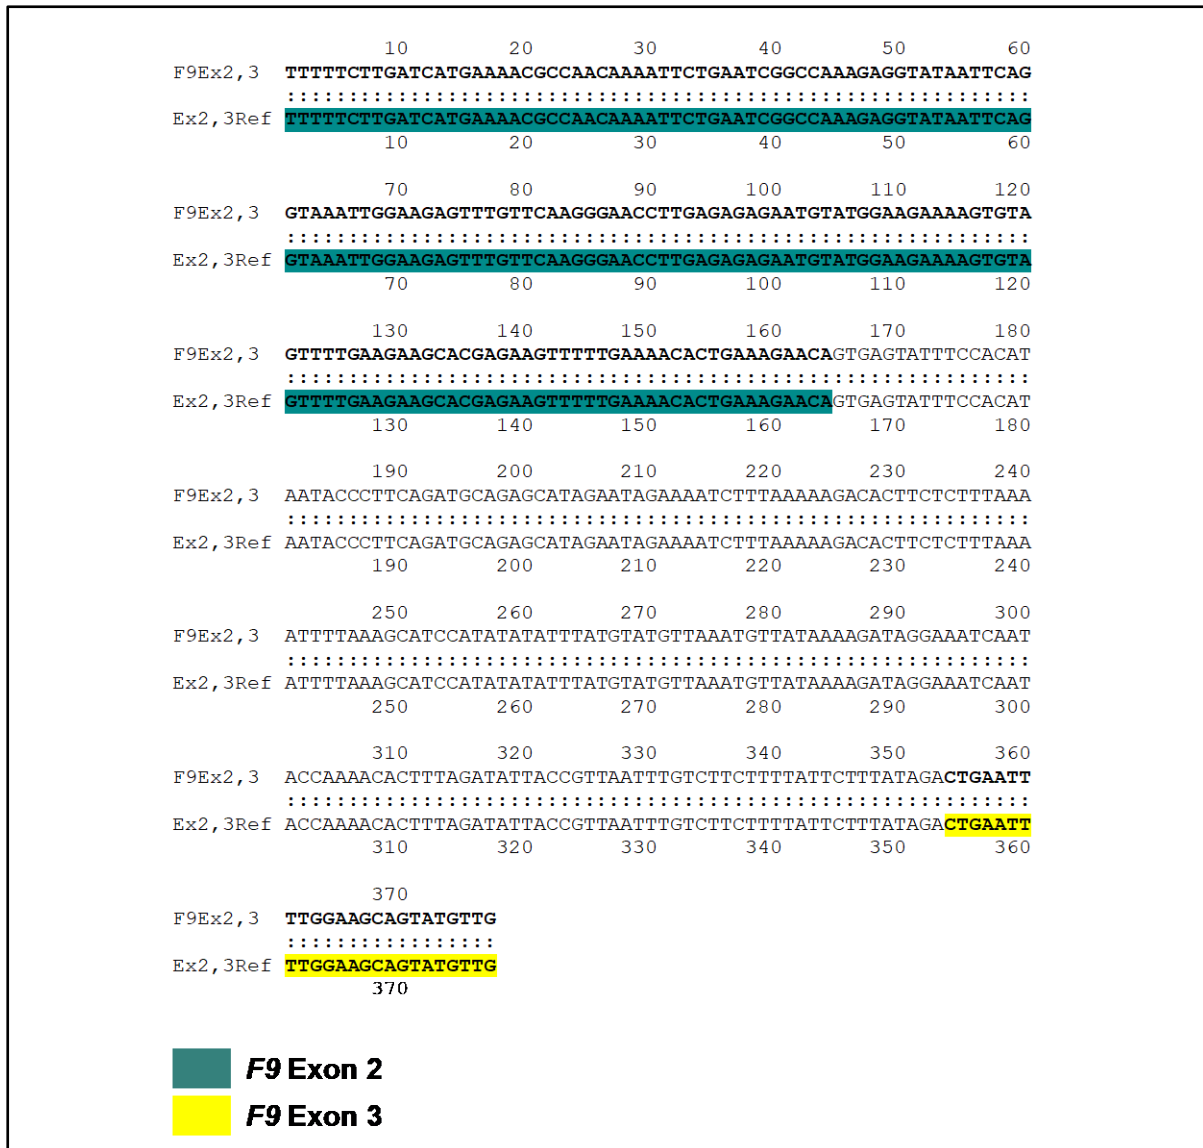 10 20 30 40 50 60
F9Ex2,3 TTTTTCTTGATCATGAAAACGCCAACAAAATTCTGAATCGGCCAAAGAGGTATAATTCAG
::::::::::::::::::::::::::::::::::::::::::::::::::::::::::::
Ex2,3Ref TTTTTCTTGATCATGAAAACGCCAACAAAATTCTGAATCGGCCAAAGAGGTATAATTCAG
10 20 30 40 50 60
70 80 90 100 110 120
F9Ex2,3 GTAAATTGGAAGAGTTTGTTCAAGGGAACCTTGAGAGAGAATGTATGGAAGAAAAGTGTA
::::::::::::::::::::::::::::::::::::::::::::::::::::::::::::
Ex2,3Ref GTAAATTGGAAGAGTTTGTTCAAGGGAACCTTGAGAGAGAATGTATGGAAGAAAAGTGTA
70 80 90 100 110 120
130 140 150 160 170 180
F9Ex2,3 GTTTTGAAGAAGCACGAGAAGTTTTTGAAAACACTGAAAGAACAGTGAGTATTTCCACAT
::::::::::::::::::::::::::::::::::::::::::::::::::::::::::::
Ex2,3Ref GTTTTGAAGAAGCACGAGAAGTTTTTGAAAACACTGAAAGAACAGTGAGTATTTCCACAT
130 140 150 160 170 180
190 200 210 220 230 240
F9Ex2,3 AATACCCTTCAGATGCAGAGCATAGAATAGAAAATCTTTAAAAAGACACTTCTCTTTAAA
::::::::::::::::::::::::::::::::::::::::::::::::::::::::::::
Ex2,3Ref AATACCCTTCAGATGCAGAGCATAGAATAGAAAATCTTTAAAAAGACACTTCTCTTTAAA
190 200 210 220 230 240
250 260 270 280 290 300
F9Ex2,3 ATTTTAAAGCATCCATATATATTTATGTATGTTAAATGTTATAAAAGATAGGAAATCAAT
::::::::::::::::::::::::::::::::::::::::::::::::::::::::::::
Ex2,3Ref ATTTTAAAGCATCCATATATATTTATGTATGTTAAATGTTATAAAAGATAGGAAATCAAT
250 260 270 280 290 300
310 320 330 340 350 360
F9Ex2,3 ACCAAAACACTTTAGATATTACCGTTAATTTGTCTTCTTTTATTCTTTATAGACTGAATT
::::::::::::::::::::::::::::::::::::::::::::::::::::::::::::
Ex2,3Ref ACCAAAACACTTTAGATATTACCGTTAATTTGTCTTCTTTTATTCTTTATAGACTGAATT
310 320 330 340 350 360
370
F9Ex2,3 TTGGAAGCAGTATGTTG
:::::::::::::::::
Ex2,3Ref TTGGAAGCAGTATGTTG
370
F9 Exon 2
F9 Exon 3